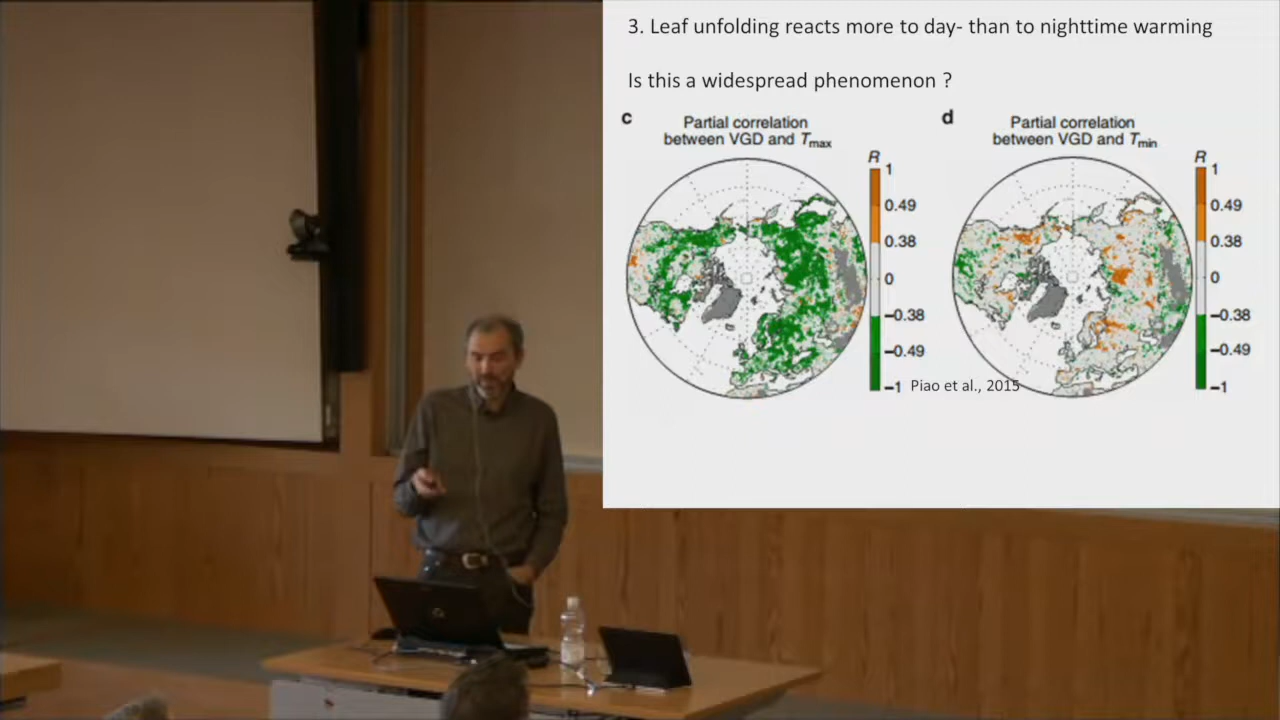 3. Leaf unfolding reacts more to day- than to nighttime warming
Is this a widespread phenomenon ?
c
Partial correlation
between VGD and Tmax
R
1
0.49
0.38
0
−0.38
−0.49
−1
d
Partial correlation
between VGD and Tmin
R
1
0.49
0.38
0
−0.38
−0.49
−1
Piao et al., 2015